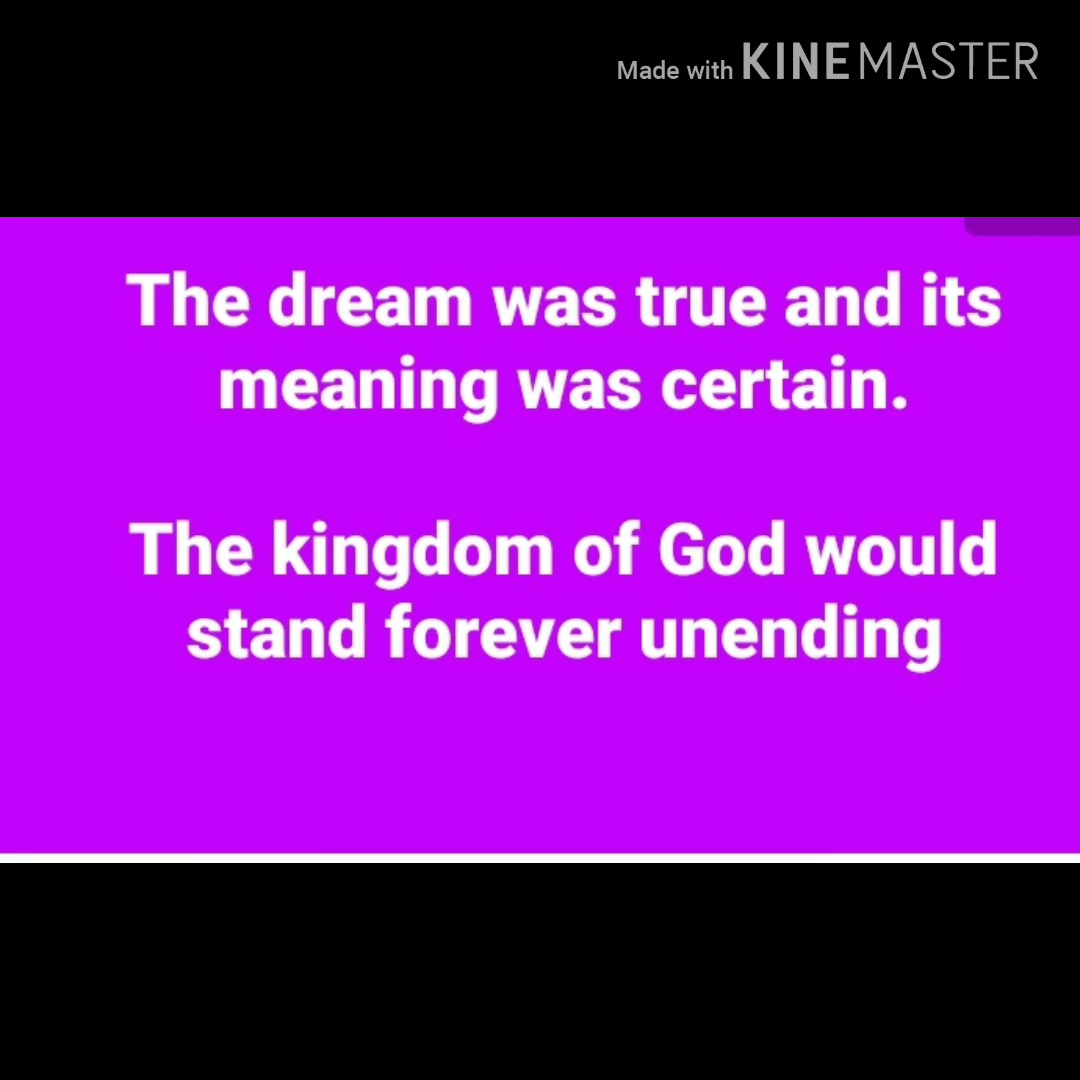 Made with KINEMASTER
The dream was true and its
meaning was certain.
The kingdom of God would
stand forever unending